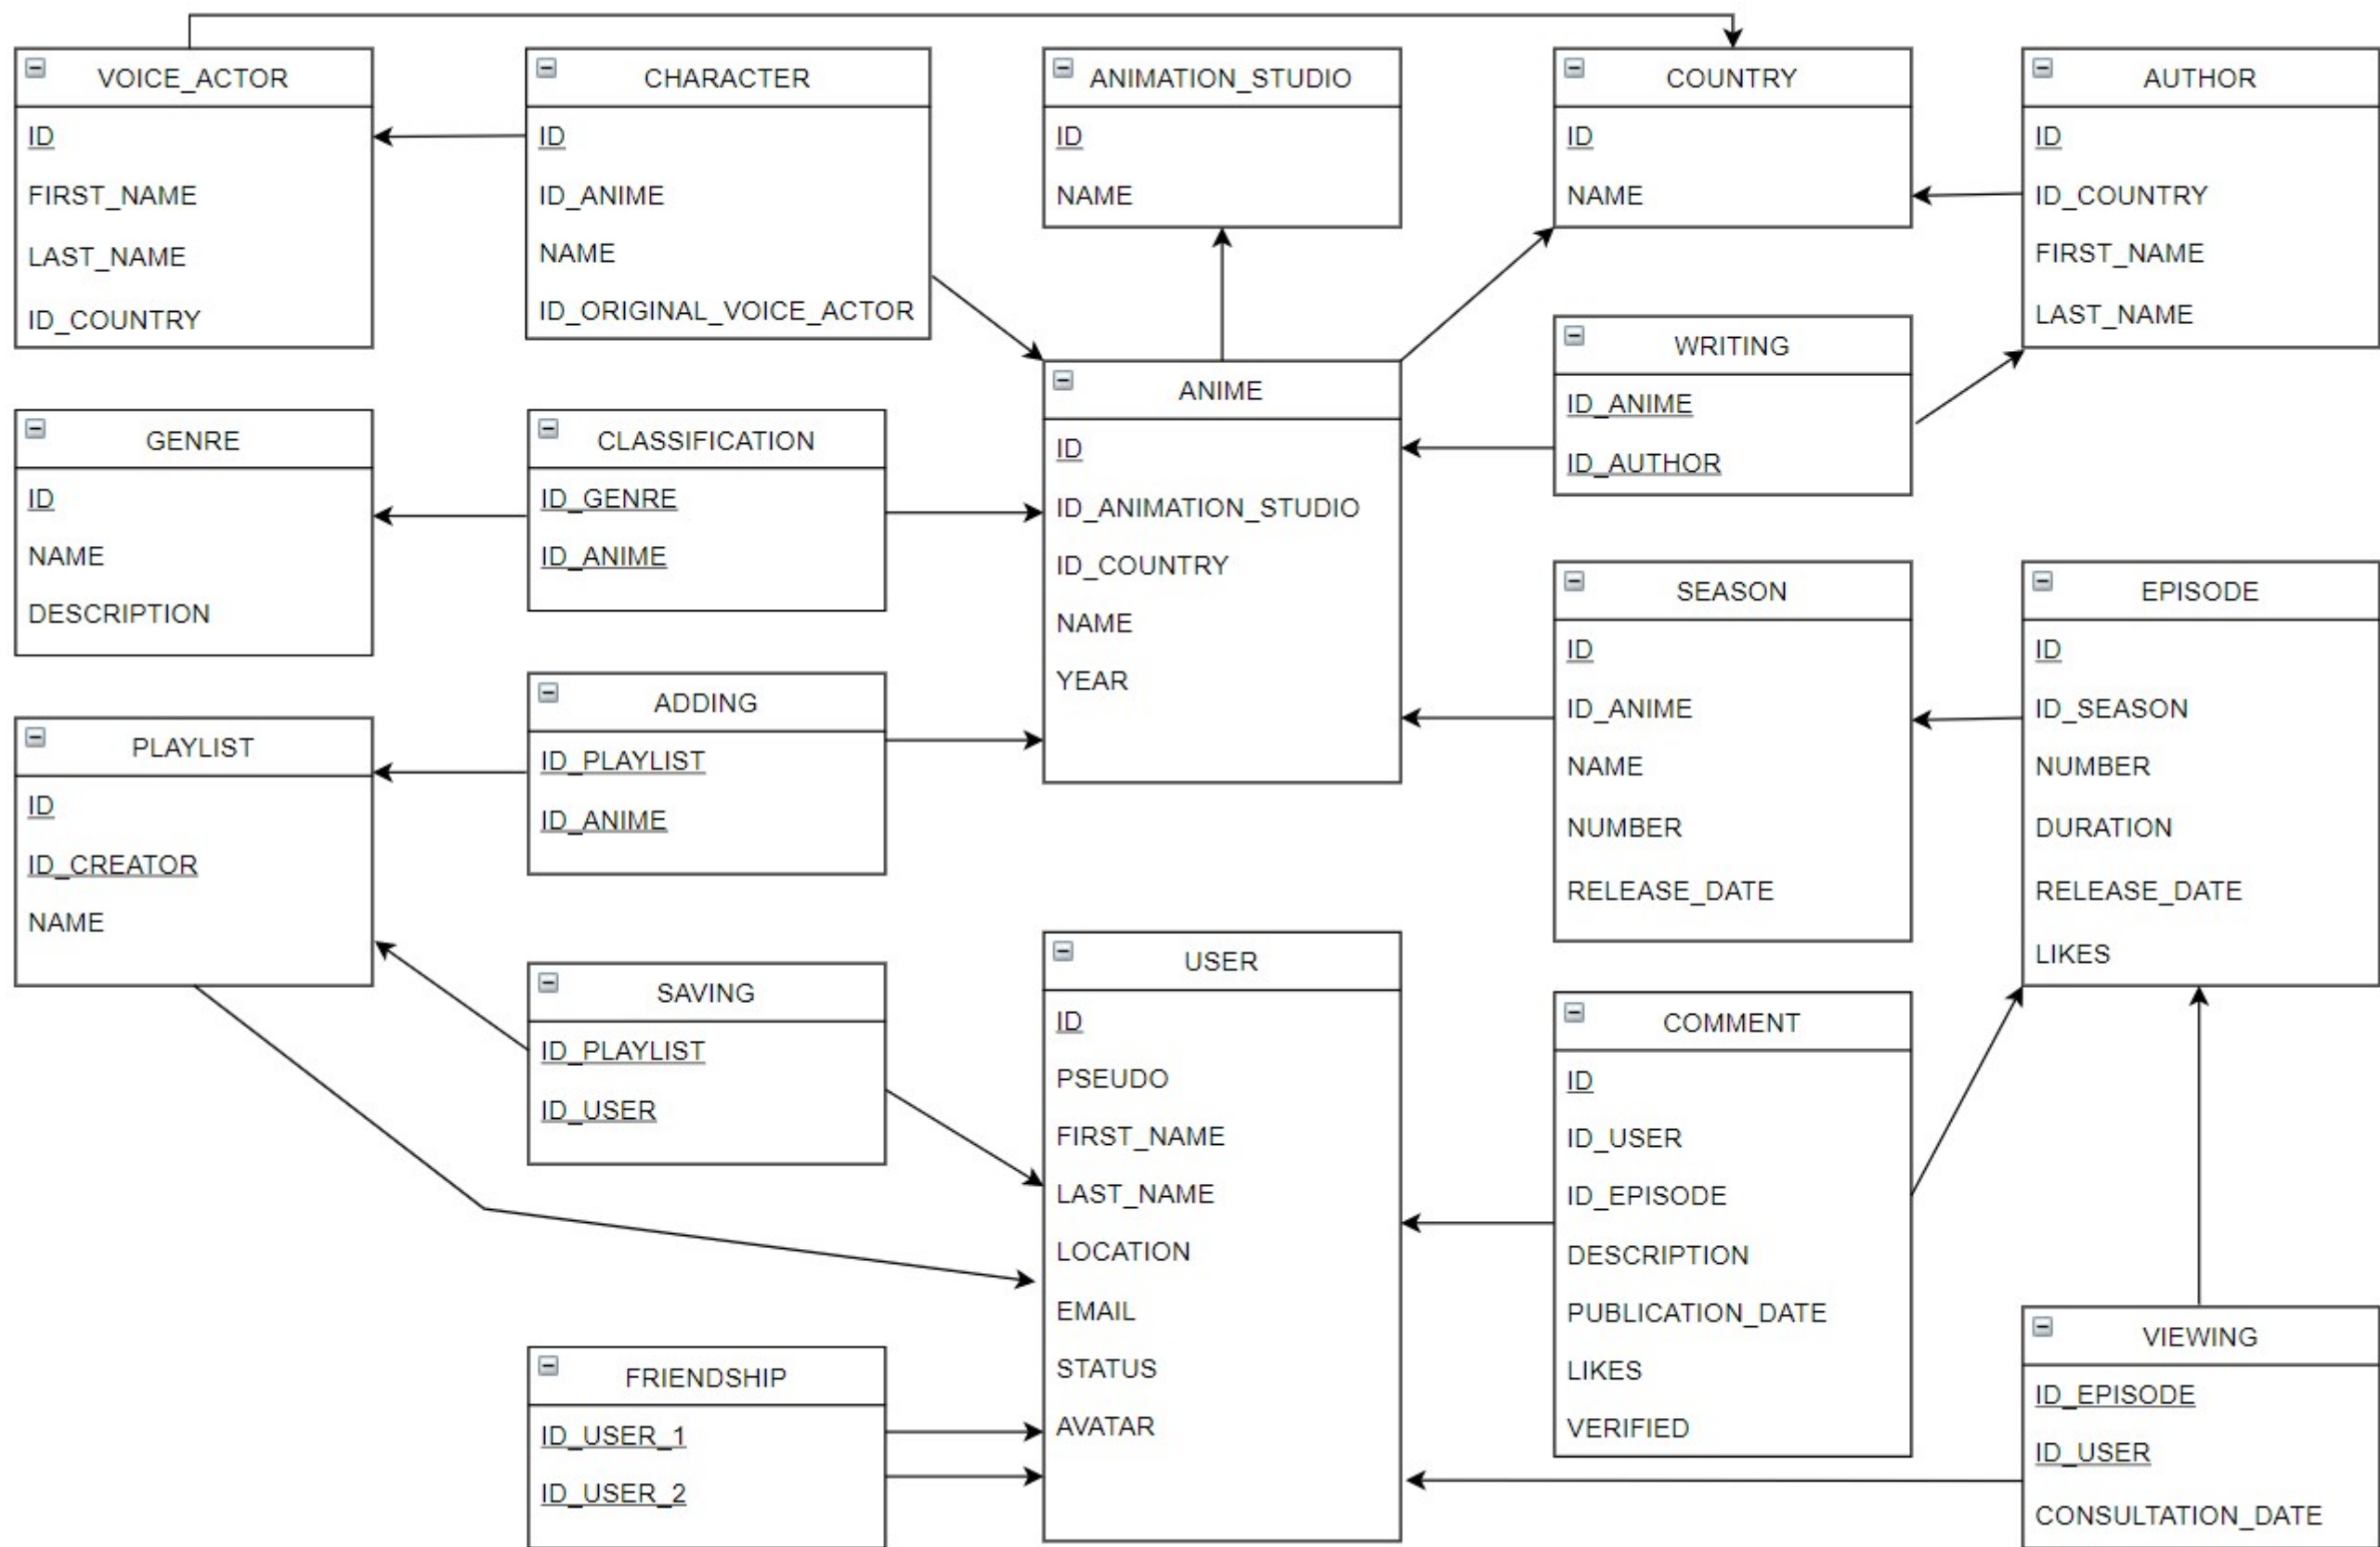 VOICE_ACTOR
ID
FIRST_NAME
LAST_NAME
ID_COUNTRY
CHARACTER
ID
ID_ANIME
NAME
ID_ORIGINAL_VOICE_ACTOR
ANIMATION_STUDIO
ID
NAME
COUNTRY
ID
NAME
AUTHOR
ID
ID_COUNTRY
FIRST_NAME
LAST_NAME
WRITING
ID_ANIME
ID_AUTHOR
GENRE
ID
NAME
DESCRIPTION
CLASSIFICATION
ID_GENRE
ID_ANIME
ANIME
ID
ID_ANIMATION_STUDIO
ID_COUNTRY
NAME
YEAR
SEASON
ID
ID_ANIME
NAME
NUMBER
RELEASE_DATE
EPISODE
ID
ID_SEASON
NUMBER
DURATION
RELEASE_DATE
LIKES
PLAYLIST
ID
ID_CREATOR
NAME
ADDING
ID_PLAYLIST
ID_ANIME
SAVING
ID_PLAYLIST
ID_USER
USER
ID
PSEUDO
FIRST_NAME
LAST_NAME
LOCATION
EMAIL
STATUS
AVATAR
COMMENT
ID
ID_USER
ID_EPISODE
DESCRIPTION
PUBLICATION_DATE
LIKES
VERIFIED
FRIENDSHIP
ID_USER_1
ID_USER_2
VIEWING
ID_EPISODE
ID_USER
CONSULTATION_DATE